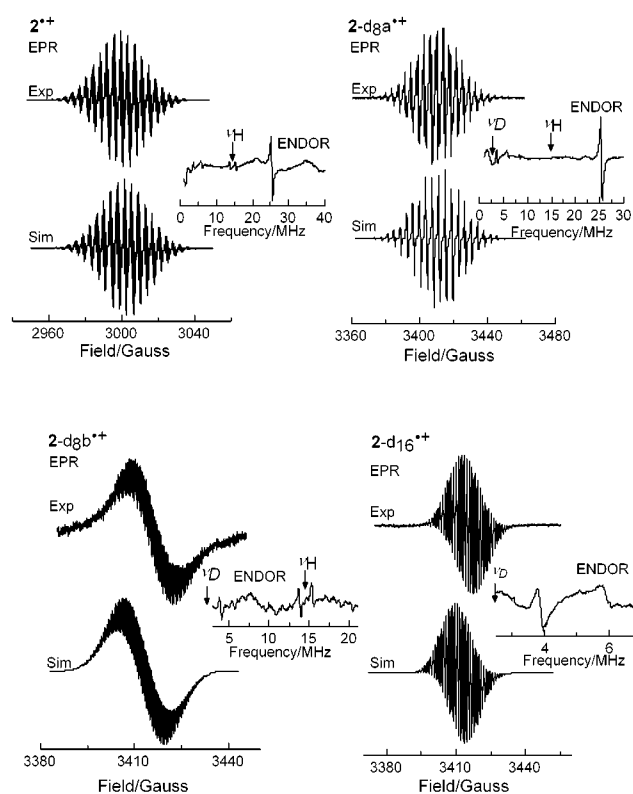 2•+
EPR
Exp
ENDOR
νH
0 10 20 30 40
Frequency/MHz
Sim
2960 3000 3040
Field/Gauss
2-d8a•+
EPR
Exp
ENDOR
νD νH
0 5 10 15 20 25 30
Frequency/MHz
Sim
3360 3400 3440 3480
Field/Gauss
2-d8b•+
EPR
Exp
νD ENDOR νH
5 10 15 20
Frequency/MHz
Sim
3380 3410 3440
Field/Gauss
2-d16•+
EPR
Exp
νD ENDOR
4 6
Frequency/MHz
Sim
3380 3410 3440
Field/Gauss